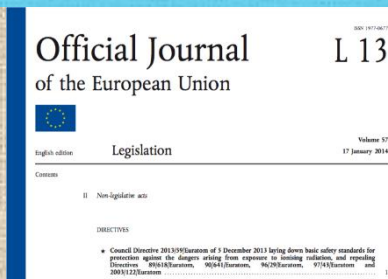 ISSN 1977-0677
Official Journal
L 13
of the European Union
Volume 57
English edition
Legislation
17 January 2014
Contents
II Non-legislative acts
DIRECTIVES
★ Council Directive 2013/59/Euratom of 5 December 2013 laying down basic safety standards for
protection against the dangers arising from exposure to ionising radiation, and repealing
Directives 89/618/Euratom, 90/641/Euratom, 96/29/Euratom, 97/43/Euratom and
2003/122/Euratom ................................................ 1